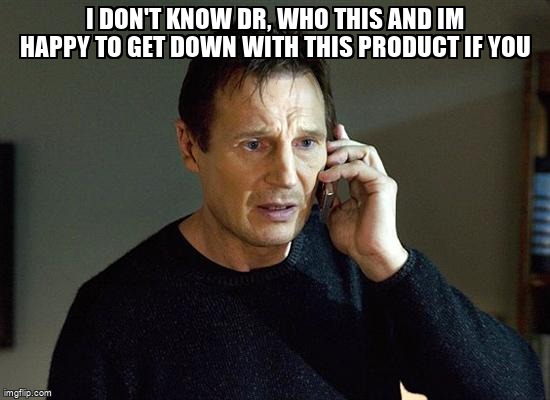 I DON'T KNOW DR, WHO THIS AND IM
HAPPY TO GET DOWN WITH THIS PRODUCT IF YOU
imgflip.com